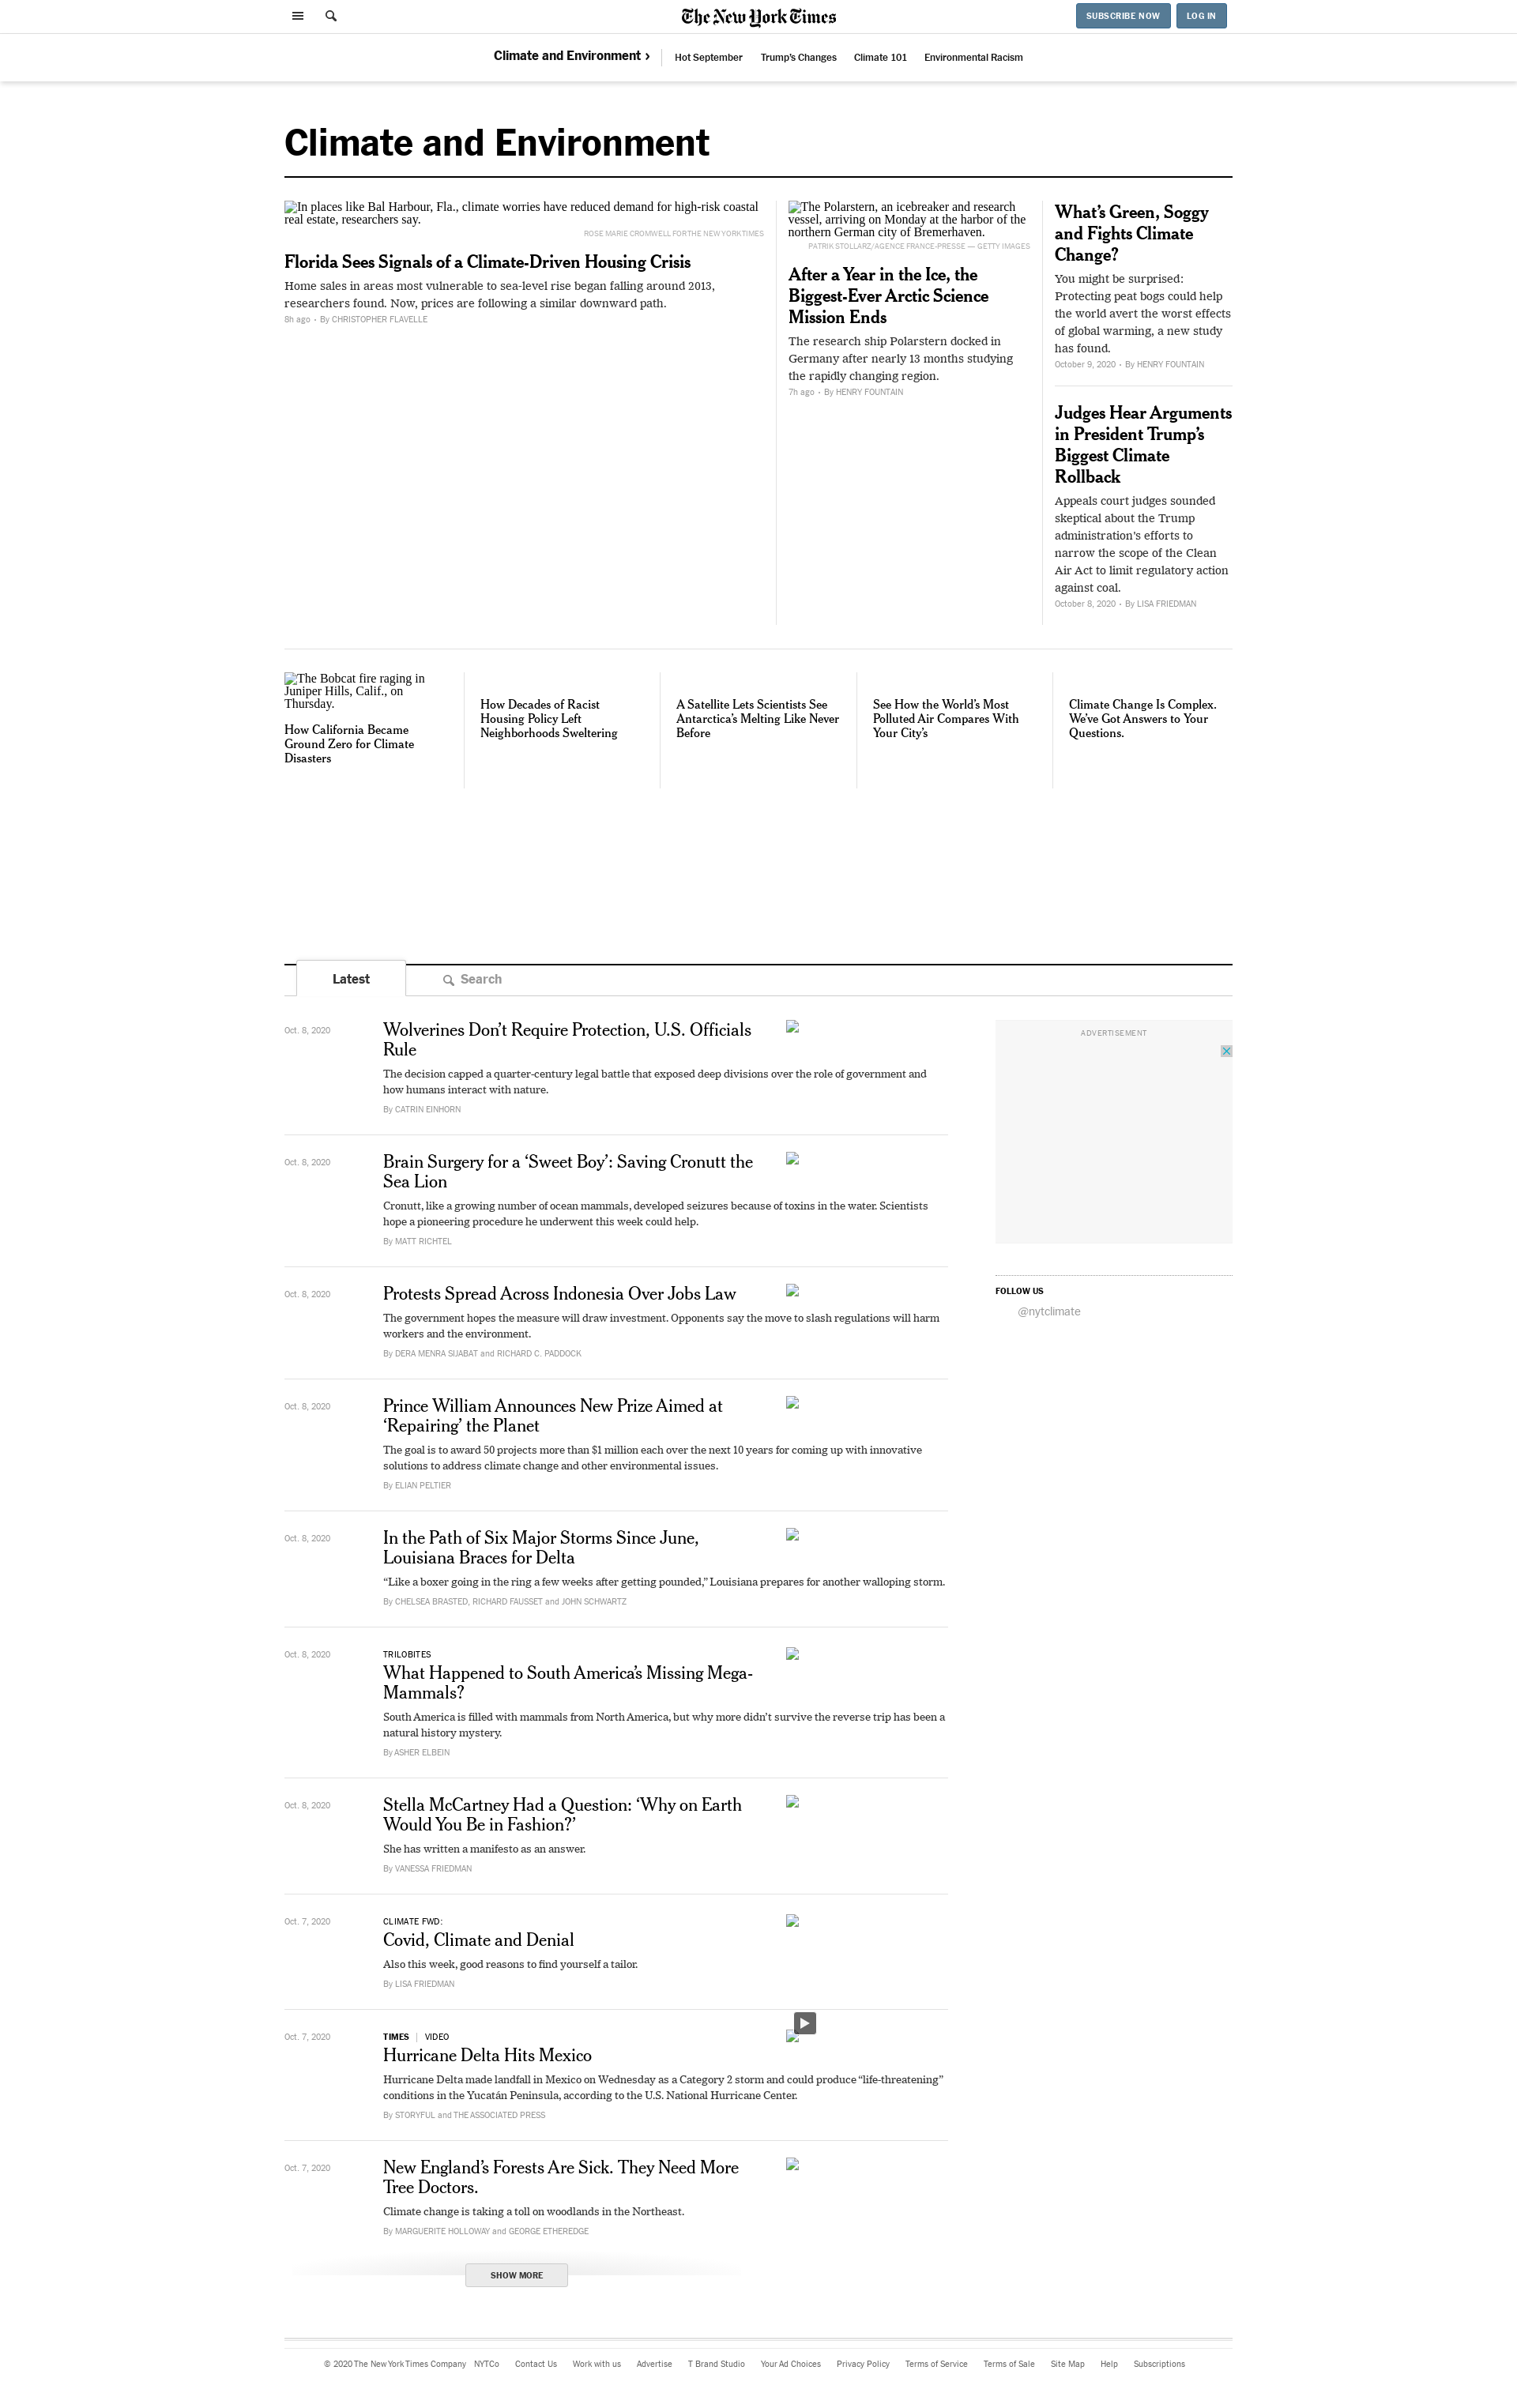 The New York Times
SUBSCRIBE NOW
LOG IN
Climate and Environment ›
Hot September
Trump's Changes
Climate 101
Environmental Racism
Climate and Environment
In places like Bal Harbour, Fla., climate worries have reduced demand for high-risk coastal
real estate, researchers say.
ROSE MARIE CROMWELL FOR THE NEW YORK TIMES
Florida Sees Signals of a Climate-Driven Housing Crisis
Home sales in areas most vulnerable to sea-level rise began falling around 2013,
researchers found. Now, prices are following a similar downward path.
8h ago • By CHRISTOPHER FLAVELLE
The Polarstern, an icebreaker and research
vessel, arriving on Monday at the harbor of the
northern German city of Bremerhaven.
PATRIK STOLLARZ/AGENCE FRANCE-PRESSE — GETTY IMAGES
After a Year in the Ice, the
Biggest-Ever Arctic Science
Mission Ends
The research ship Polarstern docked in
Germany after nearly 13 months studying
the rapidly changing region.
7h ago • By HENRY FOUNTAIN
What's Green, Soggy
and Fights Climate
Change?
You might be surprised:
Protecting peat bogs could help
the world avert the worst effects
of global warming, a new study
has found.
October 9, 2020 • By HENRY FOUNTAIN
Judges Hear Arguments
in President Trump's
Biggest Climate
Rollback
Appeals court judges sounded
skeptical about the Trump
administration's efforts to
narrow the scope of the Clean
Air Act to limit regulatory action
against coal.
October 8, 2020 • By LISA FRIEDMAN
The Bobcat fire raging in
Juniper Hills, Calif., on
Thursday.
How California Became
Ground Zero for Climate
Disasters
How Decades of Racist
Housing Policy Left
Neighborhoods Sweltering
A Satellite Lets Scientists See
Antarctica's Melting Like Never
Before
See How the World's Most
Polluted Air Compares With
Your City's
Climate Change Is Complex.
We've Got Answers to Your
Questions.
Latest
Search
Oct. 8, 2020
Wolverines Don't Require Protection, U.S. Officials
Rule
The decision capped a quarter-century legal battle that exposed deep divisions over the role of government and
how humans interact with nature.
By CATRIN EINHORN
ADVERTISEMENT
Oct. 8, 2020
Brain Surgery for a 'Sweet Boy': Saving Cronutt the
Sea Lion
Cronutt, like a growing number of ocean mammals, developed seizures because of toxins in the water. Scientists
hope a pioneering procedure he underwent this week could help.
By MATT RICHTEL
FOLLOW US
@nytclimate
Oct. 8, 2020
Protests Spread Across Indonesia Over Jobs Law
The government hopes the measure will draw investment. Opponents say the move to slash regulations will harm
workers and the environment.
By DERA MENRA SIJABAT and RICHARD C. PADDOCK
Oct. 8, 2020
Prince William Announces New Prize Aimed at
'Repairing' the Planet
The goal is to award 50 projects more than $1 million each over the next 10 years for coming up with innovative
solutions to address climate change and other environmental issues.
By ELIAN PELTIER
Oct. 8, 2020
In the Path of Six Major Storms Since June,
Louisiana Braces for Delta
“Like a boxer going in the ring a few weeks after getting pounded,” Louisiana prepares for another walloping storm.
By CHELSEA BRASTED, RICHARD FAUSSET and JOHN SCHWARTZ
Oct. 8, 2020
TRILOBITES
What Happened to South America's Missing Mega-
Mammals?
South America is filled with mammals from North America, but why more didn't survive the reverse trip has been a
natural history mystery.
By ASHER ELBEIN
Oct. 8, 2020
Stella McCartney Had a Question: 'Why on Earth
Would You Be in Fashion?'
She has written a manifesto as an answer.
By VANESSA FRIEDMAN
Oct. 7, 2020
CLIMATE FWD:
Covid, Climate and Denial
Also this week, good reasons to find yourself a tailor.
By LISA FRIEDMAN
Oct. 7, 2020
TIMES | VIDEO
Hurricane Delta Hits Mexico
Hurricane Delta made landfall in Mexico on Wednesday as a Category 2 storm and could produce “life-threatening”
conditions in the Yucatán Peninsula, according to the U.S. National Hurricane Center.
By STORYFUL and THE ASSOCIATED PRESS
Oct. 7, 2020
New England's Forests Are Sick. They Need More
Tree Doctors.
Climate change is taking a toll on woodlands in the Northeast.
By MARGUERITE HOLLOWAY and GEORGE ETHEREDGE
SHOW MORE
© 2020 The New York Times Company NYTCo Contact Us Work with us Advertise T Brand Studio Your Ad Choices Privacy Policy Terms of Service Terms of Sale Site Map Help Subscriptions